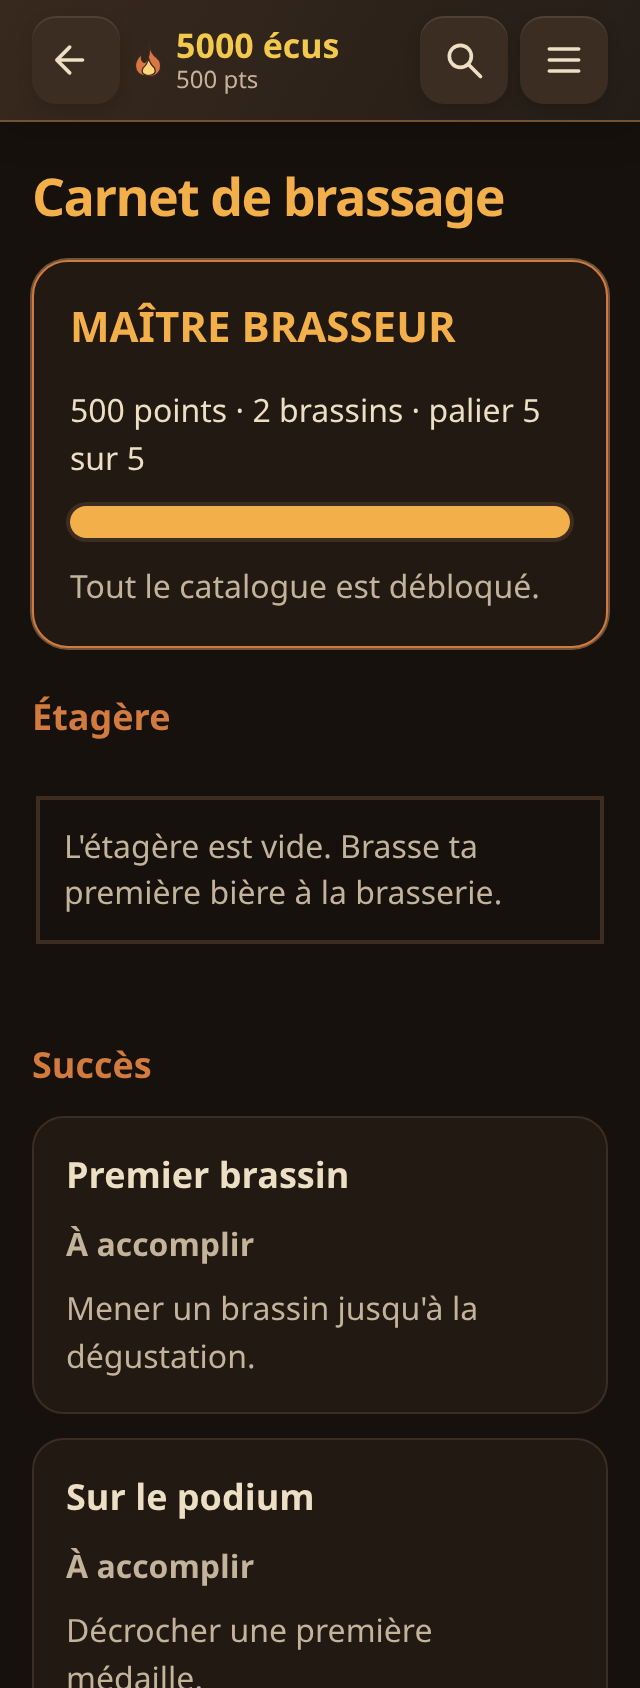 5000 écus
500 pts
Carnet de brassage
MAÎTRE BRASSEUR
500 points · 2 brassins · palier 5
sur 5
Tout le catalogue est débloqué.
Étagère
L'étagère est vide. Brasse ta
première bière à la brasserie.
Succès
Premier brassin
À accomplir
Mener un brassin jusqu'à la
dégustation.
Sur le podium
À accomplir
Décrocher une première
médaille.